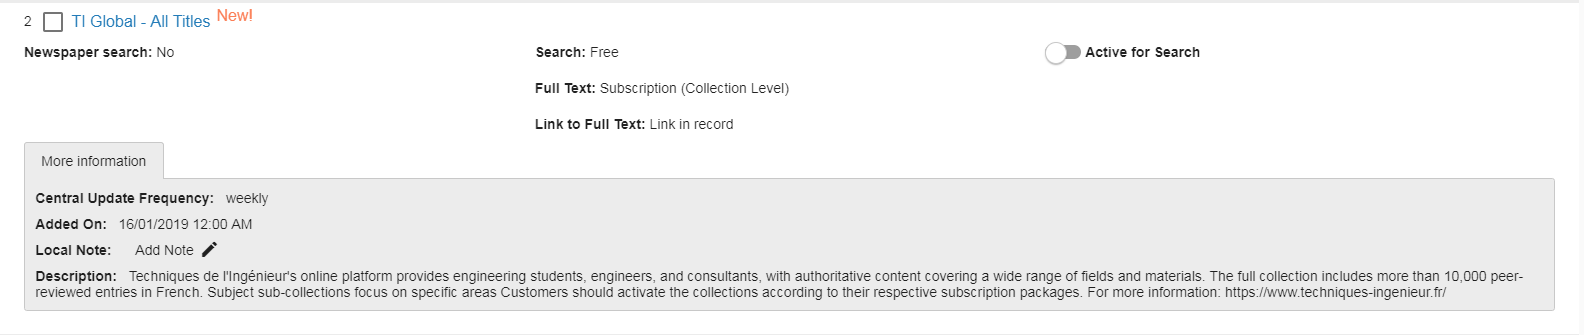 2 TI Global - All Titles New!
Newspaper search: No
Search: Free
Active for Search
Full Text: Subscription (Collection Level)
Link to Full Text: Link in record
More information
Central Update Frequency: weekly
Added On: 16/01/2019 12:00 AM
Local Note: Add Note
Description: Techniques de l'Ingénieur's online platform provides engineering students, engineers, and consultants, with authoritative content covering a wide range of fields and materials. The full collection includes more than 10,000 peer-
reviewed entries in French. Subject sub-collections focus on specific areas Customers should activate the collections according to their respective subscription packages. For more information: https://www.techniques-ingenieur.fr/